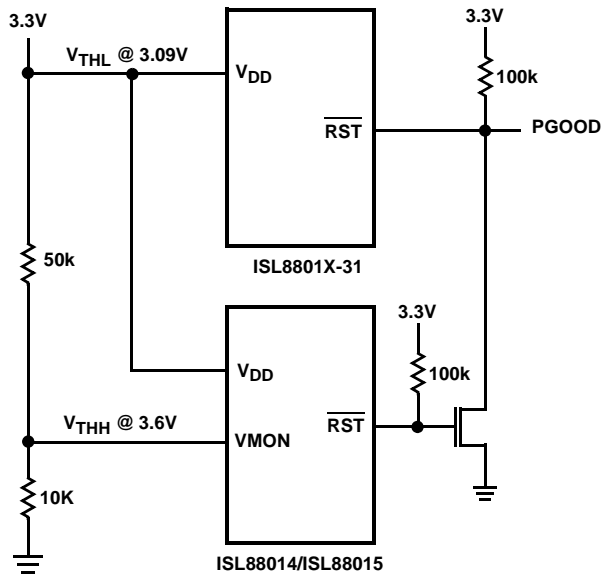 3.3V
V_THL @ 3.09V
V_DD
RST
3.3V
100k
PGOOD
50k
ISL8801X-31
3.3V
100k
V_DD
V_THH @ 3.6V
VMON
RST
10K
ISL88014/ISL88015